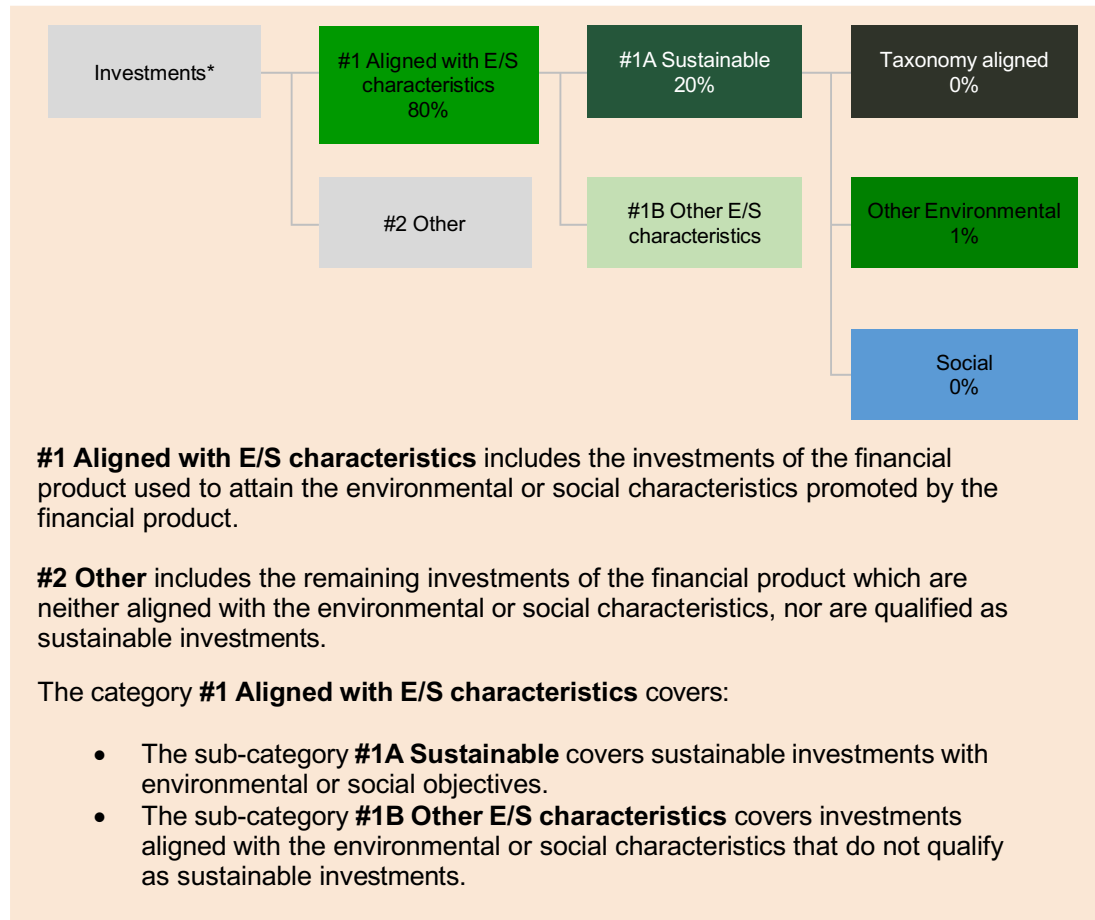 Investments*
#1 Aligned with E/S
characteristics
80%
#1A Sustainable
20%
Taxonomy aligned
0%
#2 Other
#1B Other E/S
characteristics
Other Environmental
1%
Social
0%
#1 Aligned with E/S characteristics includes the investments of the financial
product used to attain the environmental or social characteristics promoted by the
financial product.
#2 Other includes the remaining investments of the financial product which are
neither aligned with the environmental or social characteristics, nor are qualified as
sustainable investments.
The category #1 Aligned with E/S characteristics covers:
• The sub-category #1A Sustainable covers sustainable investments with
environmental or social objectives.
• The sub-category #1B Other E/S characteristics covers investments
aligned with the environmental or social characteristics that do not qualify
as sustainable investments.